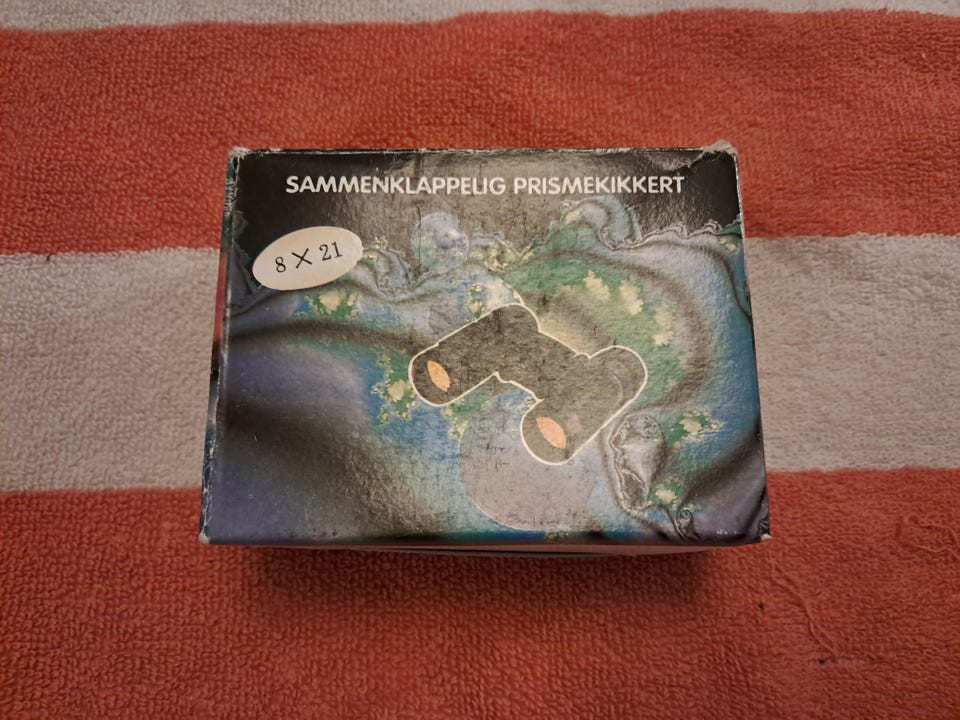 SAMMENKLAPPELIG PRISMEKIKKERT
8 X 21